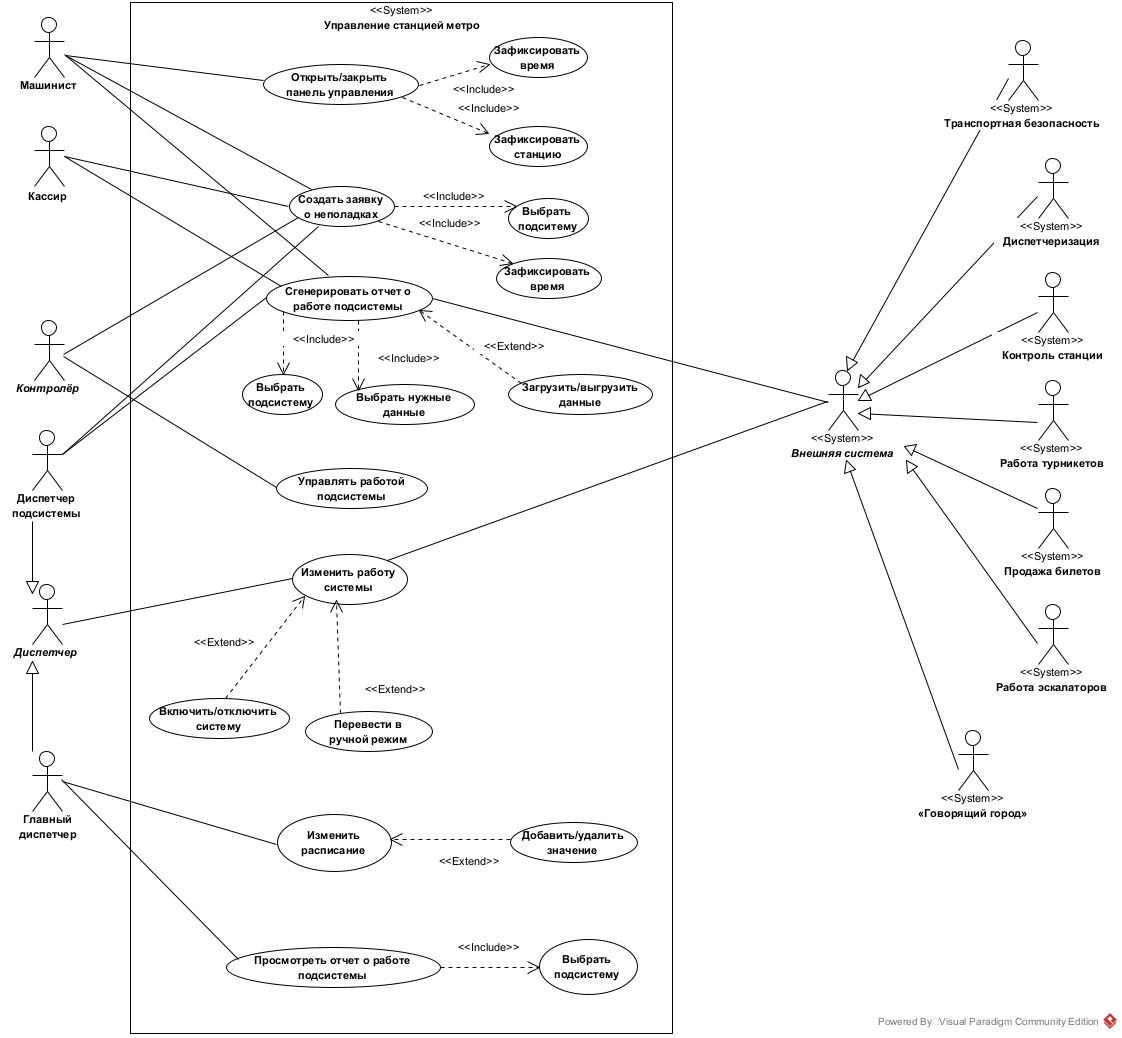 <<System>>
Управление станцией метро
Машинист
Открыть/закрыть
панель управления
Зафиксировать
время
<<Include>>
<<Include>>
Зафиксировать
станцию
Кассир
Создать заявку
о неполадках
<<Include>>
Выбрать
подситему
<<Include>>
Зафиксировать
время
Сгенерировать отчет о
работе подсистемы
<<Include>>
<<Include>>
<<Extend>>
Выбрать
подсистему
Выбрать нужные
данные
Загрузить/выгрузить
данные
Контролёр
Управлять работой
подсистемы
Диспетчер
подсистемы
Изменить работу
системы
Диспетчер
<<Extend>>
<<Extend>>
Включить/отключить
систему
Перевести в
ручной режим
Главный
диспетчер
Изменить
расписание
<<Extend>>
Добавить/удалить
значение
Просмотреть отчет о работе
подсистемы
<<Include>>
Выбрать
подсистему
<<System>>
Транспортная безопасность
<<System>>
Диспетчеризация
<<System>>
Контроль станции
<<System>>
Внешняя система
<<System>>
Работа турникетов
<<System>>
Продажа билетов
<<System>>
Работа эскалаторов
<<System>>
«Говорящий город»
Powered By Visual Paradigm Community Edition